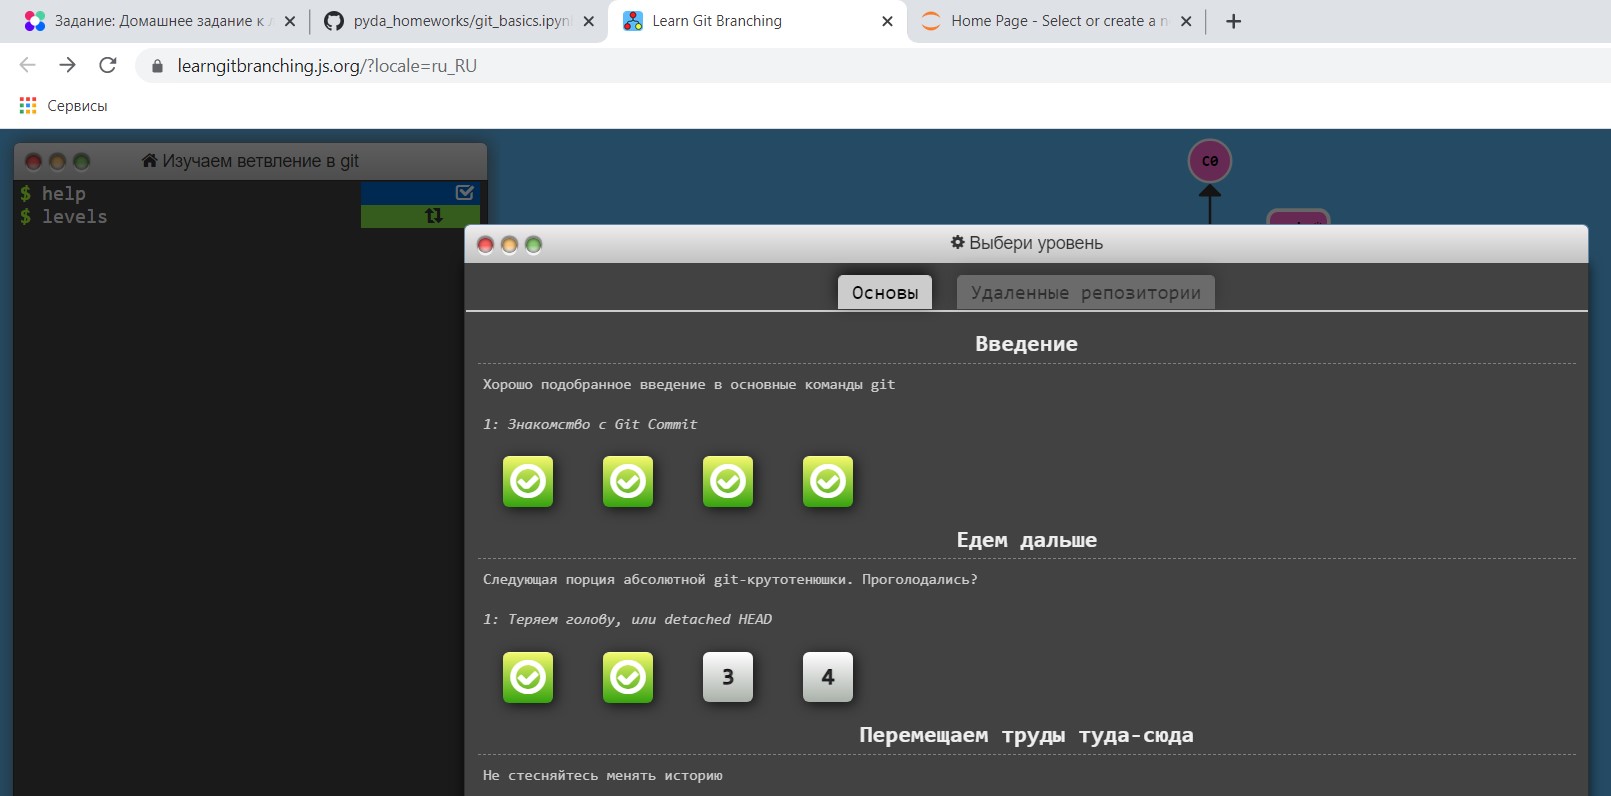 Задание: Домашнее задание к д
pyda_homeworks/git_basics.ipyn
Learn Git Branching
Home Page - Select or create a n
learngitbranching.js.org/?locale=ru_RU
Сервисы
Изучаем ветвление в git
$ help
$ levels
C0
Выбери уровень
Основы
Удаленные репозитории
Введение
Хорошо подобранное введение в основные команды git
1: Знакомство с Git Commit
Едем дальше
Следующая порция абсолютной git-крутотенюшки. Проголодались?
1: Теряем голову, или detached HEAD
3 4
Перемещаем труды туда-сюда
Не стесняйтесь менять историю